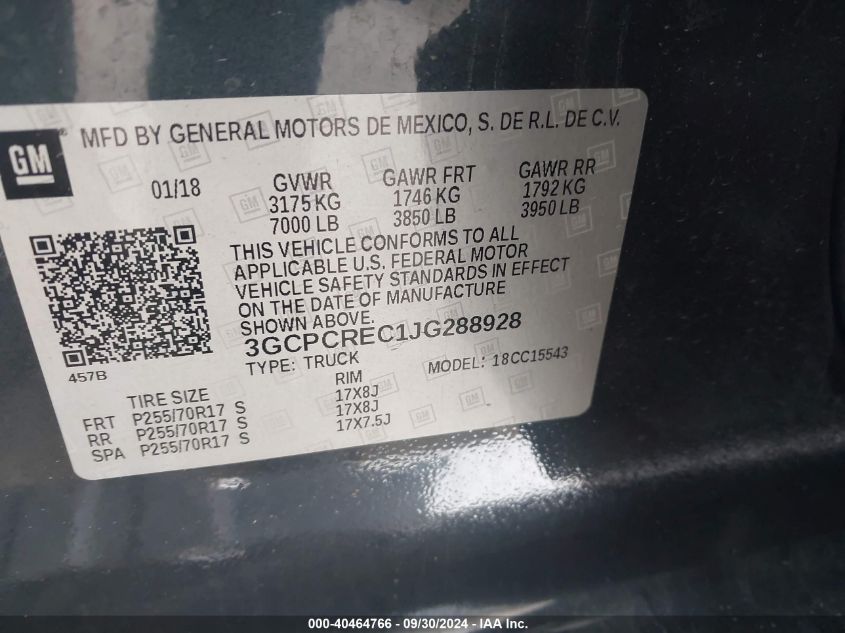 GM
MFD BY GENERAL MOTORS DE MEXICO, S. DE R.L. DE C.V.
01/18 GVWR GAWR FRT GAWR RR
3175 KG 1746 KG 1792 KG
7000 LB 3850 LB 3950 LB
THIS VEHICLE CONFORMS TO ALL
APPLICABLE U.S. FEDERAL MOTOR
VEHICLE SAFETY STANDARDS IN EFFECT
ON THE DATE OF MANUFACTURE
SHOWN ABOVE.
3GCPCREC1JG288928
TYPE: TRUCK MODEL: 18CC15543
457B
TIRE SIZE RIM
FRT P255/70R17 S 17X8J
RR P255/70R17 S 17X8J
SPA P255/70R17 S 17X7.5J
000-40464766 - 09/30/2024 - IAA Inc.